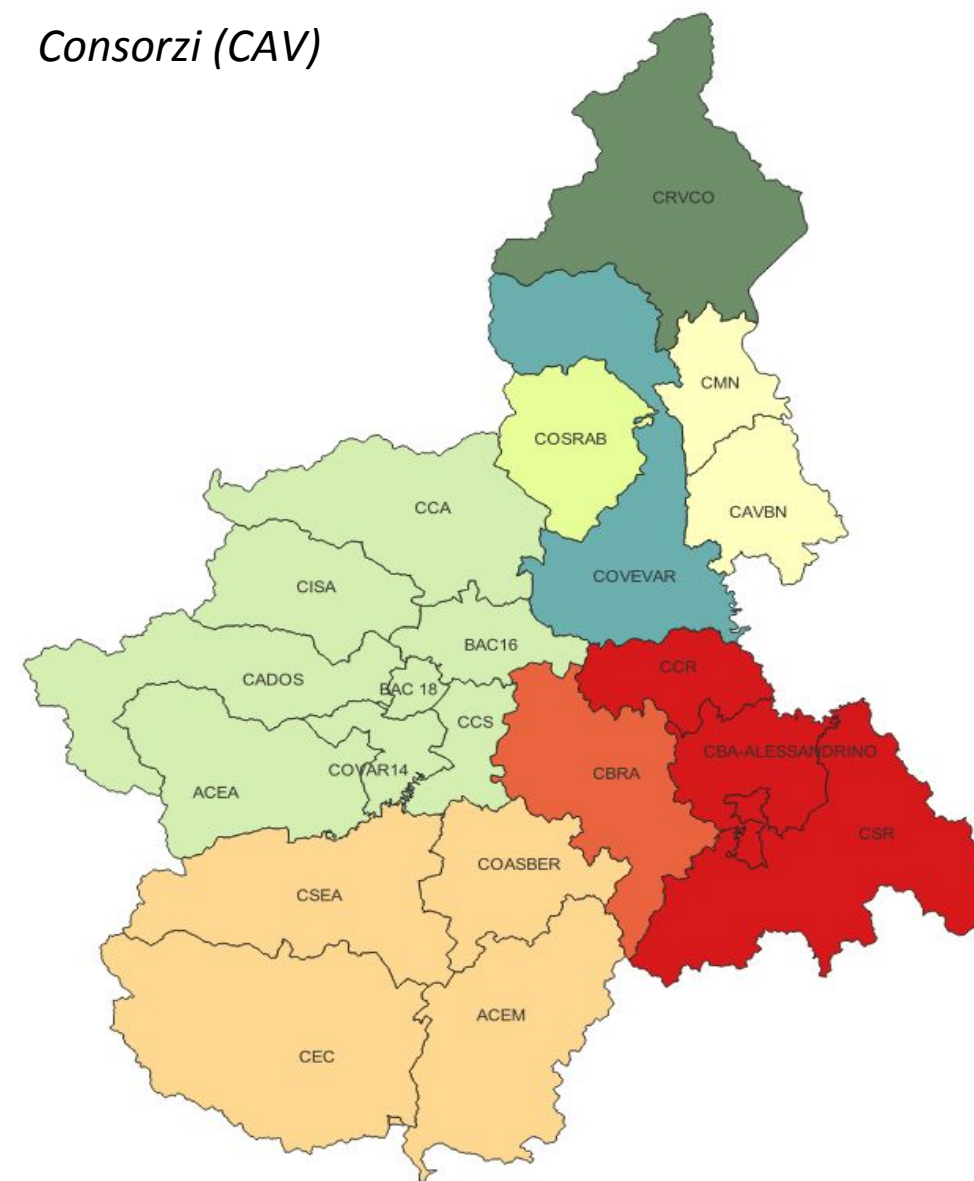 Consorzi (CAV)
CRVCO
CMN
COSRAB
CCA
CAVBN
COVEVAR
CISA
BAC16
CCR
CADOS
BAC 18
CCS
CBA-ALESSANDRINO
COVAR14
CBRA
ACEA
CSR
COASBER
CSEA
ACEM
CEC